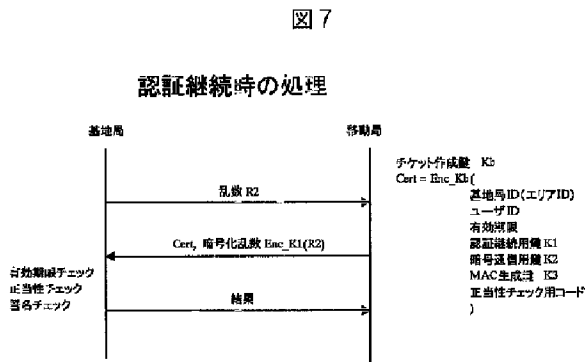 図7
認証継続時の処理
基地局
移動局
乱数 R2
Cert, 暗号化乱数 Enc_K1(R2)
結果
有効期限チェック
正当性チェック
署名チェック
チケット作成鍵 Kb
Cert = Enc_Kb(
基地局ID(エリアID)
ユーザID
有効期限
認証継続用鍵 K1
暗号通信用鍵 K2
MAC生成鍵 K3
正当性チェック用コード
)